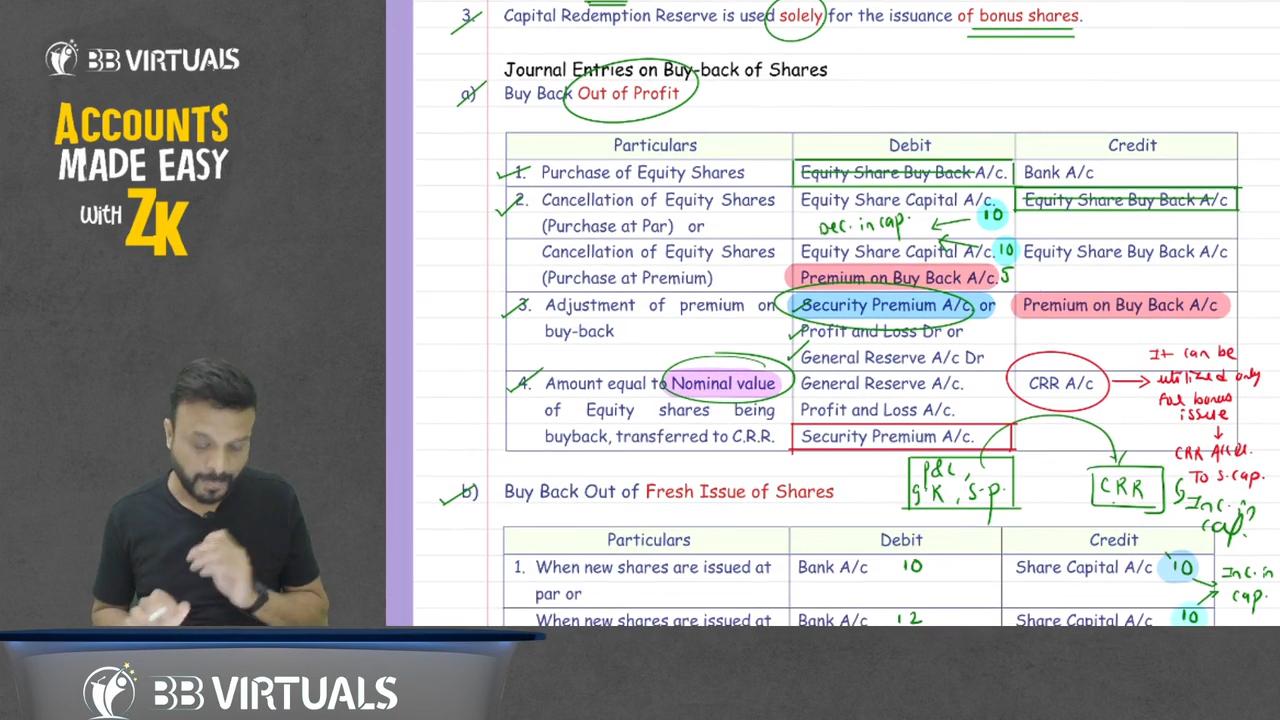 BB VIRTUALS
ACCOUNTS
MADE EASY
with ZK
3. Capital Redemption Reserve is used solely for the issuance of bonus shares.
Journal Entries on Buy-back of Shares
a) Buy Back Out of Profit
Particulars Debit Credit
1. Purchase of Equity Shares Equity Share Buy Back A/c. Bank A/c
2. Cancellation of Equity Shares Equity Share Capital A/c. Equity Share Buy Back A/c
(Purchase at Par) or Dec. in cap. 10
Cancellation of Equity Shares Equity Share Capital A/c. 10 Equity Share Buy Back A/c
(Purchase at Premium) Premium on Buy Back A/c. 5
3. Adjustment of premium on Security Premium A/c. or Premium on Buy Back A/c
buy-back Profit and Loss Dr or
General Reserve A/c Dr
It can be
4. Amount equal to Nominal value General Reserve A/c. CRR A/c utilized only
of Equity shares being Profit and Loss A/c. for bonus
issue
buyback, transferred to C.R.R. Security Premium A/c.
CRR A/c
To S. cap.
P&L,
S.p. CRR
Inc. in
cap.
b) Buy Back Out of Fresh Issue of Shares
Particulars Debit Credit
1. When new shares are issued at Bank A/c 10 Share Capital A/c 10
par or
Inc. in
cap.
When new shares are issued at Bank A/c 12 Share Capital A/c 10
BB VIRTUALS